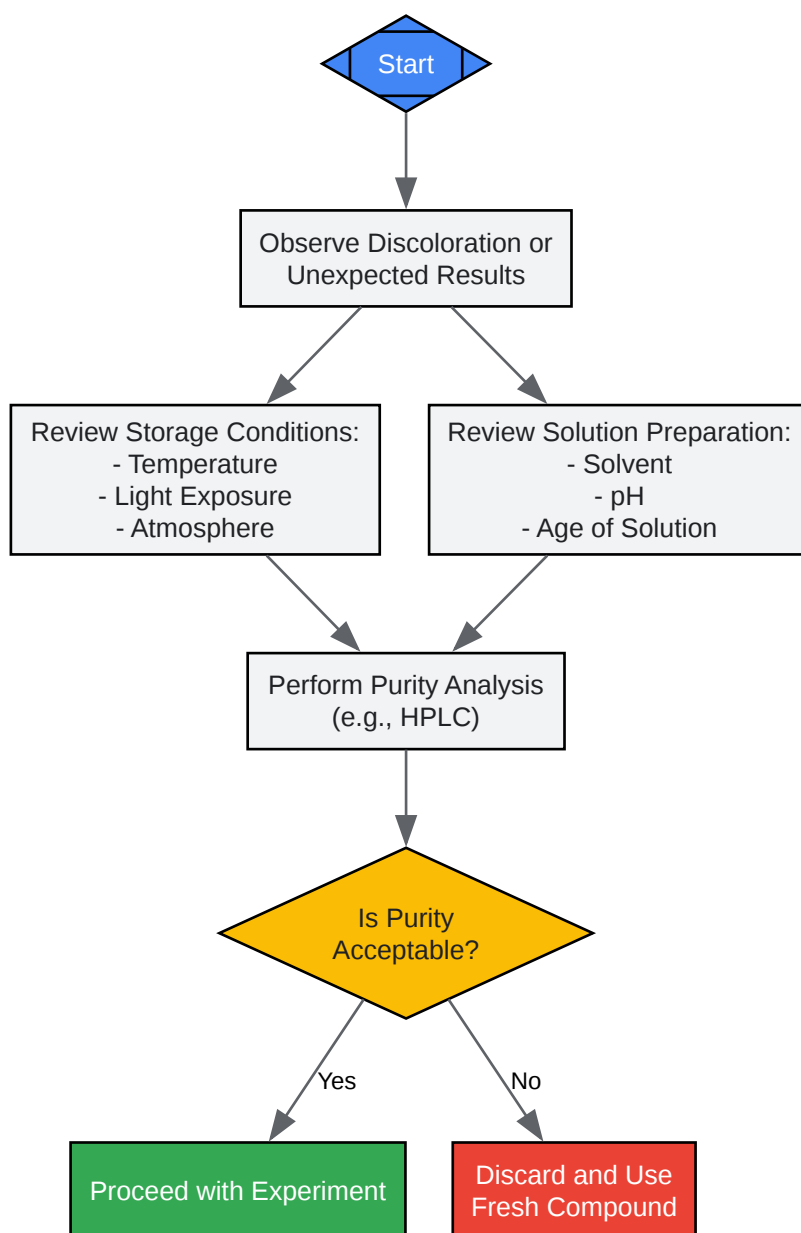 Start
Observe Discoloration or
Unexpected Results
Review Storage Conditions:
- Temperature
- Light Exposure
- Atmosphere
Review Solution Preparation:
- Solvent
- pH
- Age of Solution
Perform Purity Analysis
(e.g., HPLC)
Is Purity
Acceptable?
Yes
No
Proceed with Experiment
Discard and Use
Fresh Compound